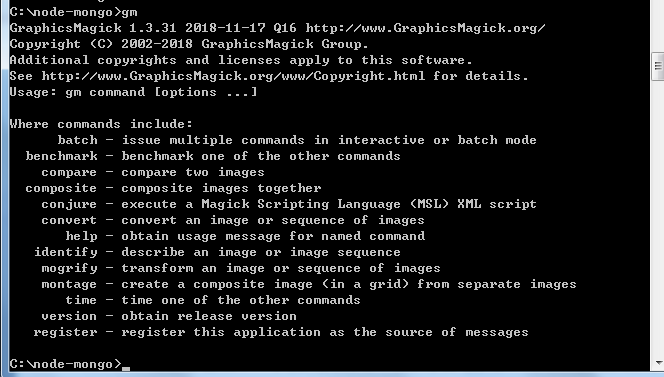 C:\node-mongo>gm
GraphicsMagick 1.3.31 2018-11-17 Q16 http://www.GraphicsMagick.org/
Copyright (C) 2002-2018 GraphicsMagick Group.
Additional copyrights and licenses apply to this software.
See http://www.GraphicsMagick.org/www/Copyright.html for details.
Usage: gm command [options ...]

Where commands include:
      batch - issue multiple commands in interactive or batch mode
  benchmark - benchmark one of the other commands
    compare - compare two images
  composite - composite images together
    conjure - execute a Magick Scripting Language (MSL) XML script
    convert - convert an image or sequence of images
       help - obtain usage message for named command
   identify - describe an image or image sequence
    mogrify - transform an image or sequence of images
    montage - create a composite image (in a grid) from separate images
       time - time one of the other commands
    version - obtain release version
   register - register this application as the source of messages

C:\node-mongo>_